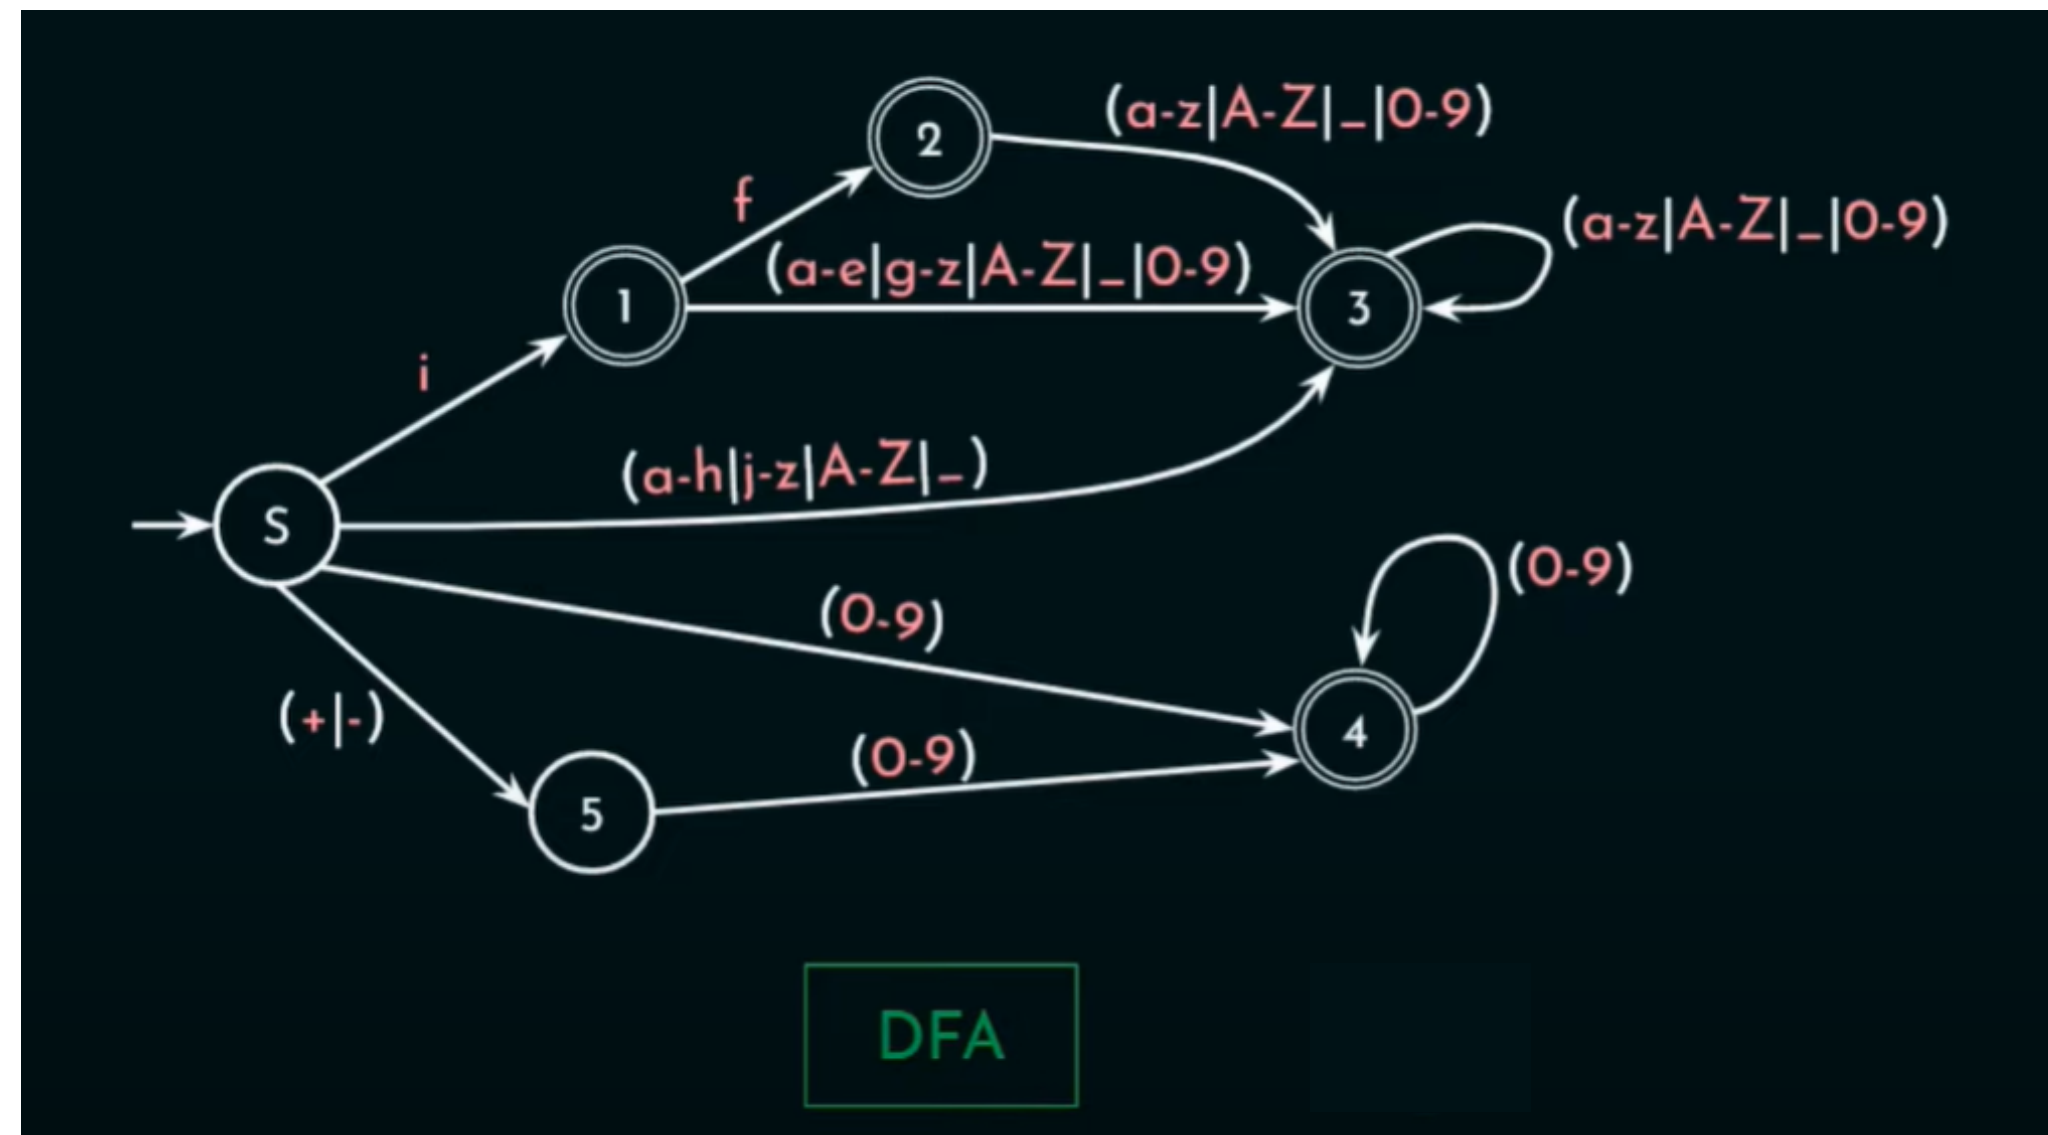 (a-z|A-Z|_|0-9)
2
f
(a-z|A-Z|_|0-9)
(a-e|g-z|A-Z|_|0-9)
1
3
i
(a-h|j-z|A-Z|_)
S
(0-9)
(0-9)
(+|-)
4
(0-9)
5
DFA